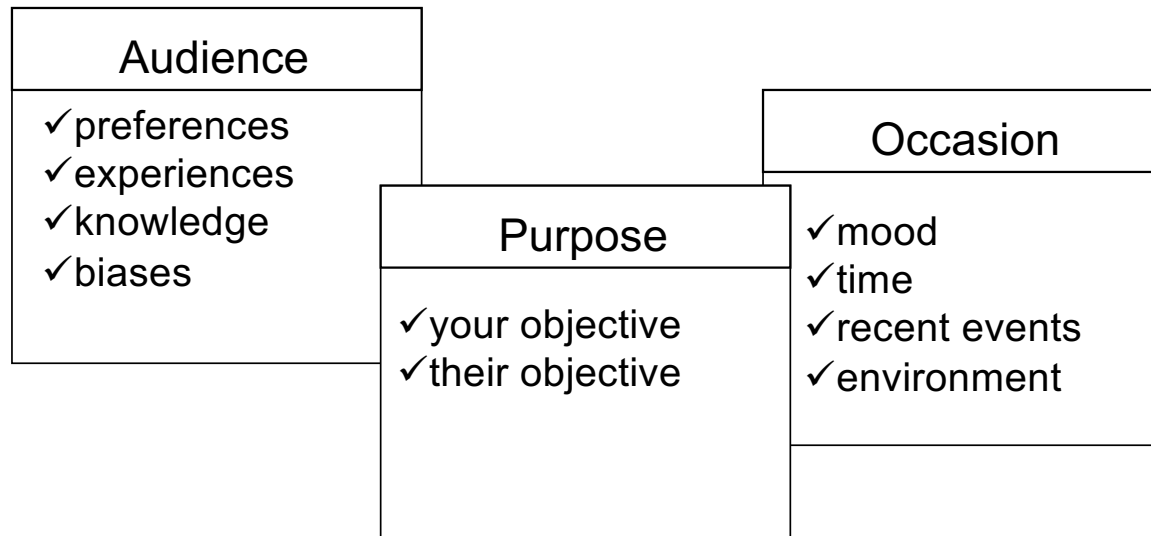 Audience
✓preferences
✓experiences
✓knowledge
✓biases
Purpose
✓your objective
✓their objective
Occasion
✓mood
✓time
✓recent events
✓environment